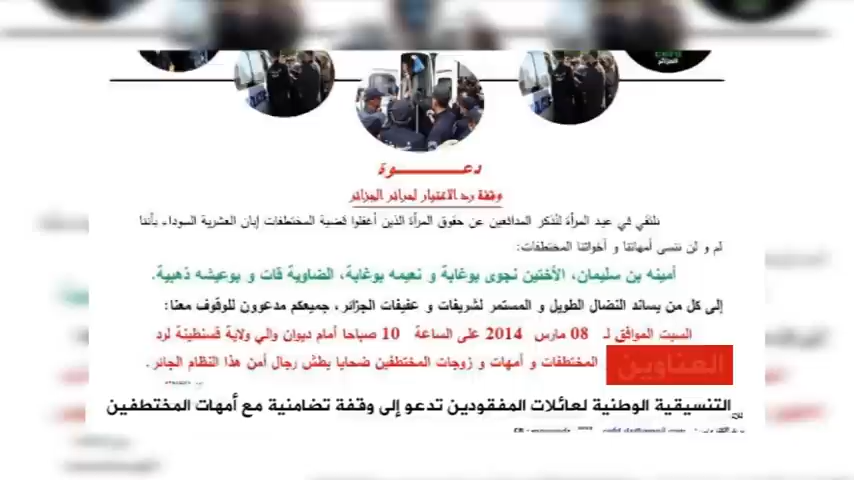 دعـــــــوة
وقفة رد الاعتبار لحرائر الجزائر
نلتقي في عيد المرأة لنُذكر المدافعين عن حقوق المرأة الذين أغفلوا قضية المختطفات إبان العشرية السوداء بأننا
لم و لن ننسى أمهاتنا و أخواتنا المختطفات:
أمينه بن سليمان، الأختين نجوى بوغابة و نعيمه بوغابة، الضاوية قات و بوعيشه ذهبية.
إلى كل من يساند النضال الطويل و المستمر لشريفات و عفيفات الجزائر، جميعكم مدعوون للوقوف معنا:
السبت الموافق لـ 08 مارس 2014 على الساعة 10 صباحا أمام ديوان والي ولاية قسنطينة لرد
المختطفات و أمهات و زوجات المختطفين ضحايا بطش رجال أمن هذا النظام الجائر.
العناوين
التنسيقية الوطنية لعائلات المفقودين تدعو إلى وقفة تضامنية مع أمهات المختطفين